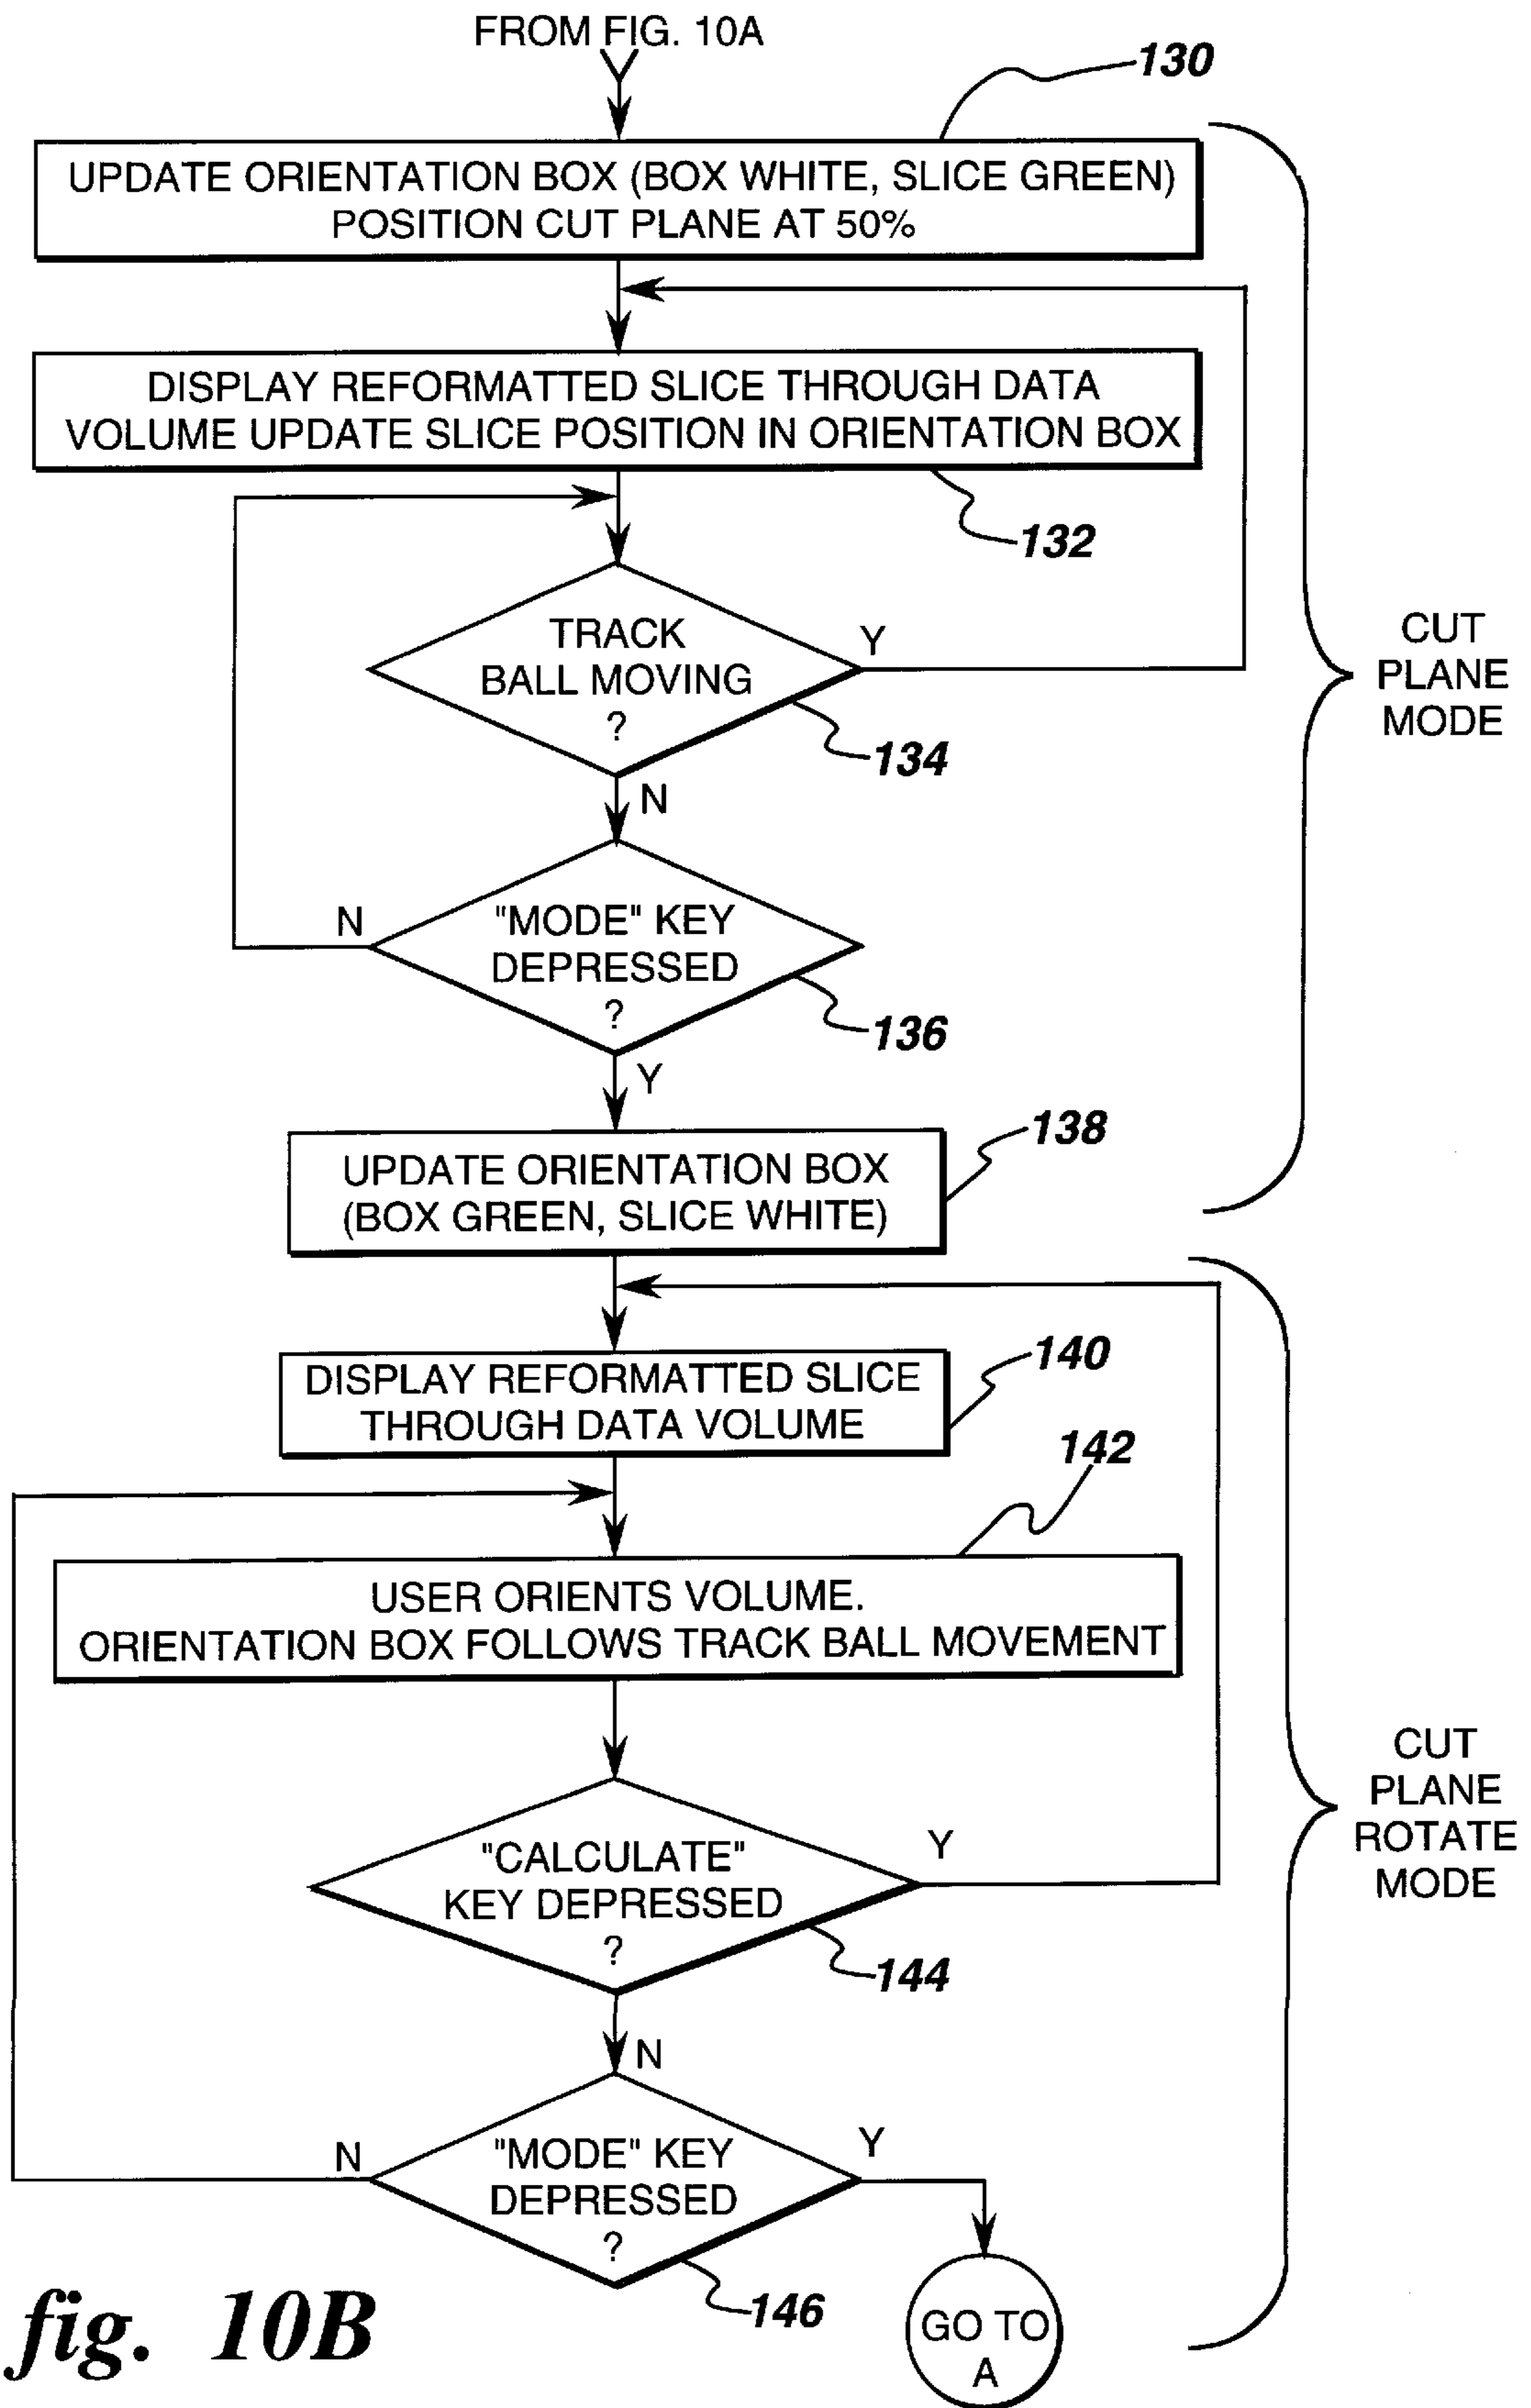 FROM FIG. 10A
130
UPDATE ORIENTATION BOX (BOX WHITE, SLICE GREEN)
POSITION CUT PLANE AT 50%
DISPLAY REFORMATTED SLICE THROUGH DATA
VOLUME UPDATE SLICE POSITION IN ORIENTATION BOX
132
TRACK
BALL MOVING
?
Y
134
N
CUT
PLANE
MODE
"MODE" KEY
DEPRESSED
?
N
136
Y
138
UPDATE ORIENTATION BOX
(BOX GREEN, SLICE WHITE)
140
DISPLAY REFORMATTED SLICE
THROUGH DATA VOLUME
142
USER ORIENTS VOLUME.
ORIENTATION BOX FOLLOWS TRACK BALL MOVEMENT
"CALCULATE"
KEY DEPRESSED
?
Y
144
N
CUT
PLANE
ROTATE
MODE
"MODE" KEY
DEPRESSED
?
N
Y
146
GO TO
A
fig. 10B